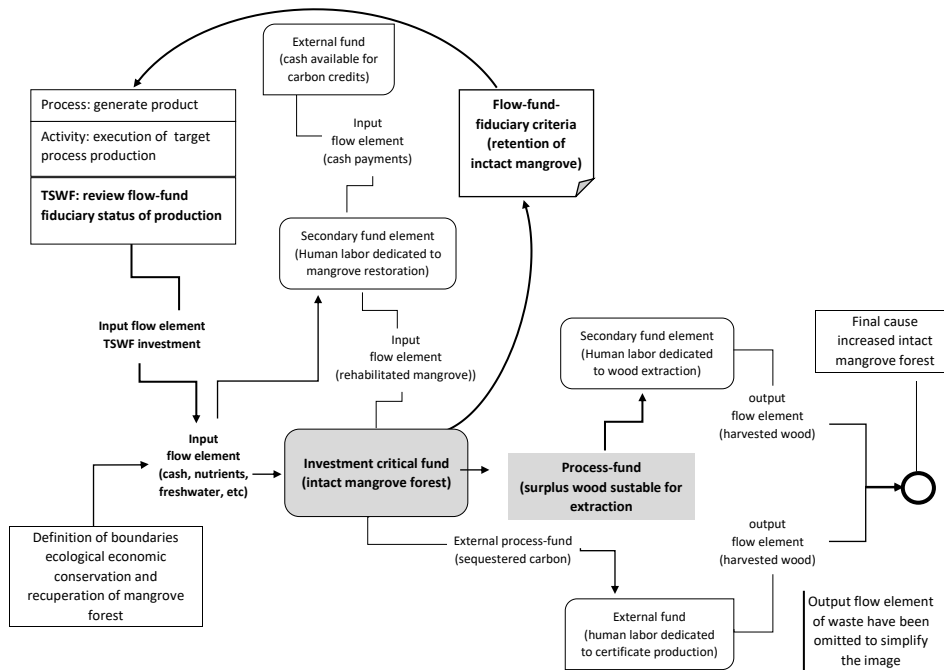 External fund
(cash available for
carbon credits)
Process: generate product
Activity: execution of  target
process production
TSWF: review flow-fund
fiduciary status of production
Input
flow element
(cash payments)
Flow-fund-
fiduciary criteria
(retention of
inctact mangrove)
Secondary fund element
(Human labor dedicated to
mangrove restoration)
Input flow element
TSWF investment
Input
flow element
(rehabilitated mangrove))
Secondary fund element
(Human labor dedicated
to wood extraction)
Final cause
increased intact
mangrove forest
output
flow element
(harvested wood)
Input
flow element
(cash, nutrients,
freshwater, etc)
Investment critical fund
(intact mangrove forest)
Process-fund
(surplus wood sustable for
extraction
Definition of boundaries
ecological economic
conservation and
recuperation of mangrove
forest
External process-fund
(sequestered carbon)
output
flow element
(harvested wood)
External fund
(human labor dedicated
to certificate production)
Output flow element
of waste have been
omitted to simplify
the image